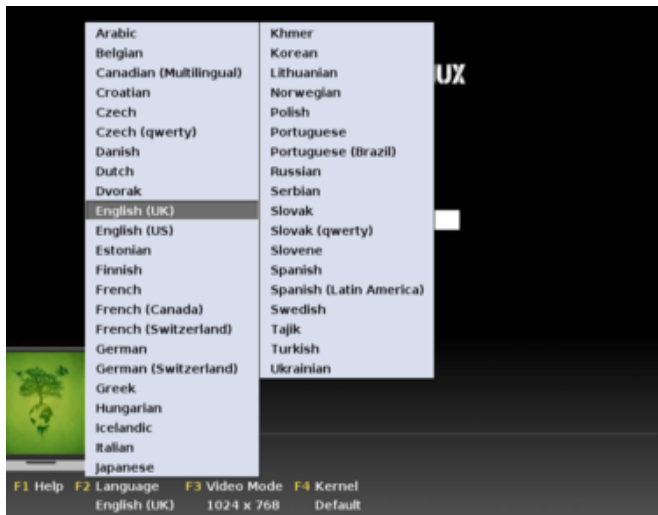 Arabic
Belgian
Canadian (Multilingual)
Croatian
Czech
Czech (qwerty)
Danish
Dutch
Dvorak
English (UK)
English (US)
Estonian
Finnish
French
French (Canada)
French (Switzerland)
German
German (Switzerland)
Greek
Hungarian
Icelandic
Italian
Japanese
Khmer
Korean
Lithuanian
Norwegian
Polish
Portuguese
Portuguese (Brazil)
Russian
Serbian
Slovak
Slovak (qwerty)
Slovene
Spanish
Spanish (Latin America)
Swedish
Tajik
Turkish
Ukrainian
UX
F1 Help F2 Language F3 Video Mode F4 Kernel
English (UK) 1024 x 768 Default